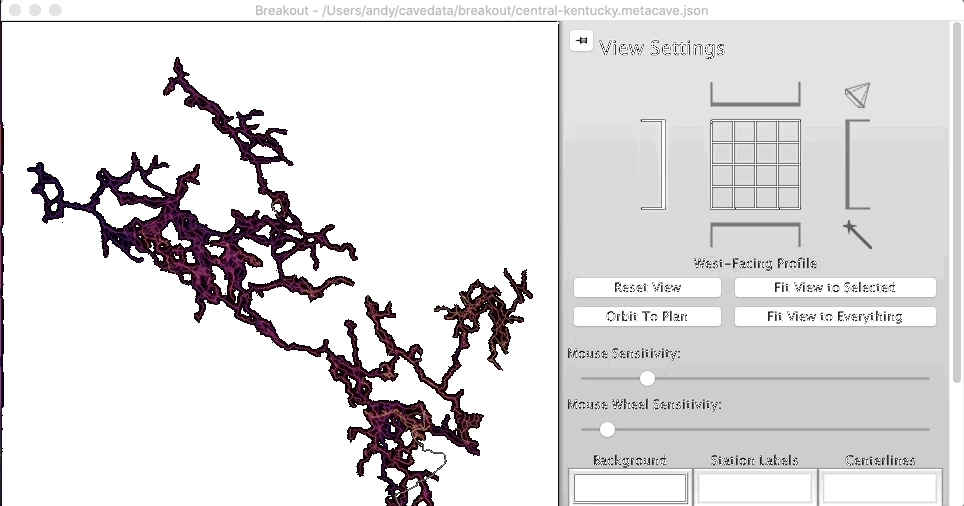 Breakout - /Users/andy/cavedata/breakout/central-kentucky.metacave.json
View Settings
West-Facing Profile
Reset View Fit View to Selected
Orbit To Plan Fit View to Everything
Mouse Sensitivity:
Mouse Wheel Sensitivity:
Background Station Labels Centerlines